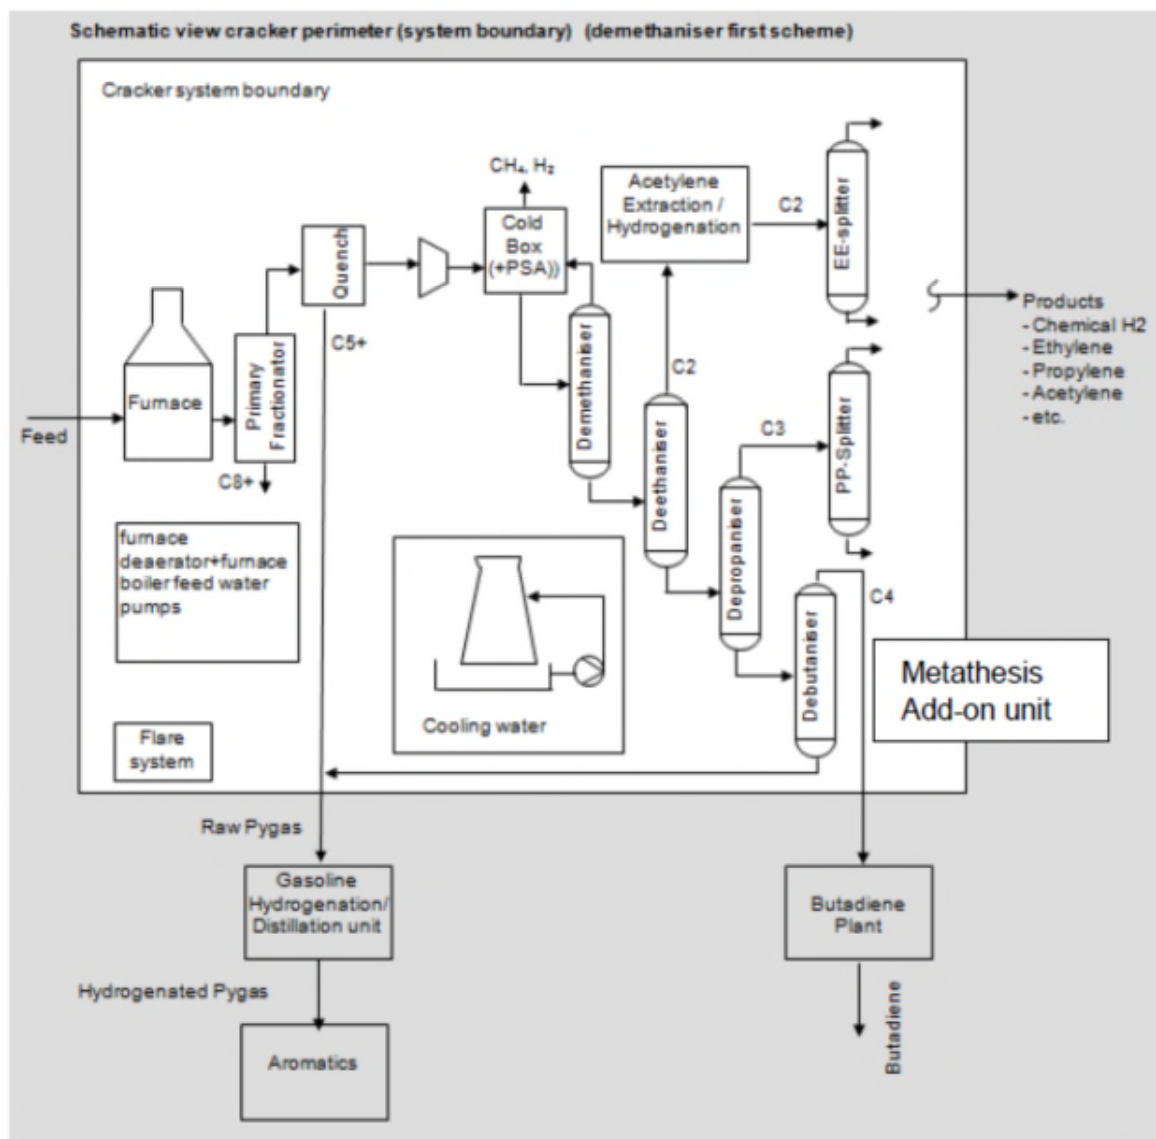 Schematic view cracker perimeter (system boundary) (demethaniser first scheme)
Cracker system boundary
CH₄, H₂
Acetylene
Extraction /
Hydrogenation
C2
EE-splitter
Quench
Cold
Box
(+PSA))
Products
- Chemical H2
- Ethylene
- Propylene
- Acetylene
- etc.
C5+
Furnace
Primary
Fractionator
Feed
C8+
Demethaniser
C2
Deethaniser
C3
PP-Splitter
Depropaniser
furnace
deaerator+furnace
boiler feed water
pumps
C4
Debutaniser
Metathesis
Add-on unit
Cooling water
Flare
system
Raw Pygas
Gasoline
Hydrogenation/
Distillation unit
Butadiene
Plant
Hydrogenated Pygas
Butadiene
Aromatics